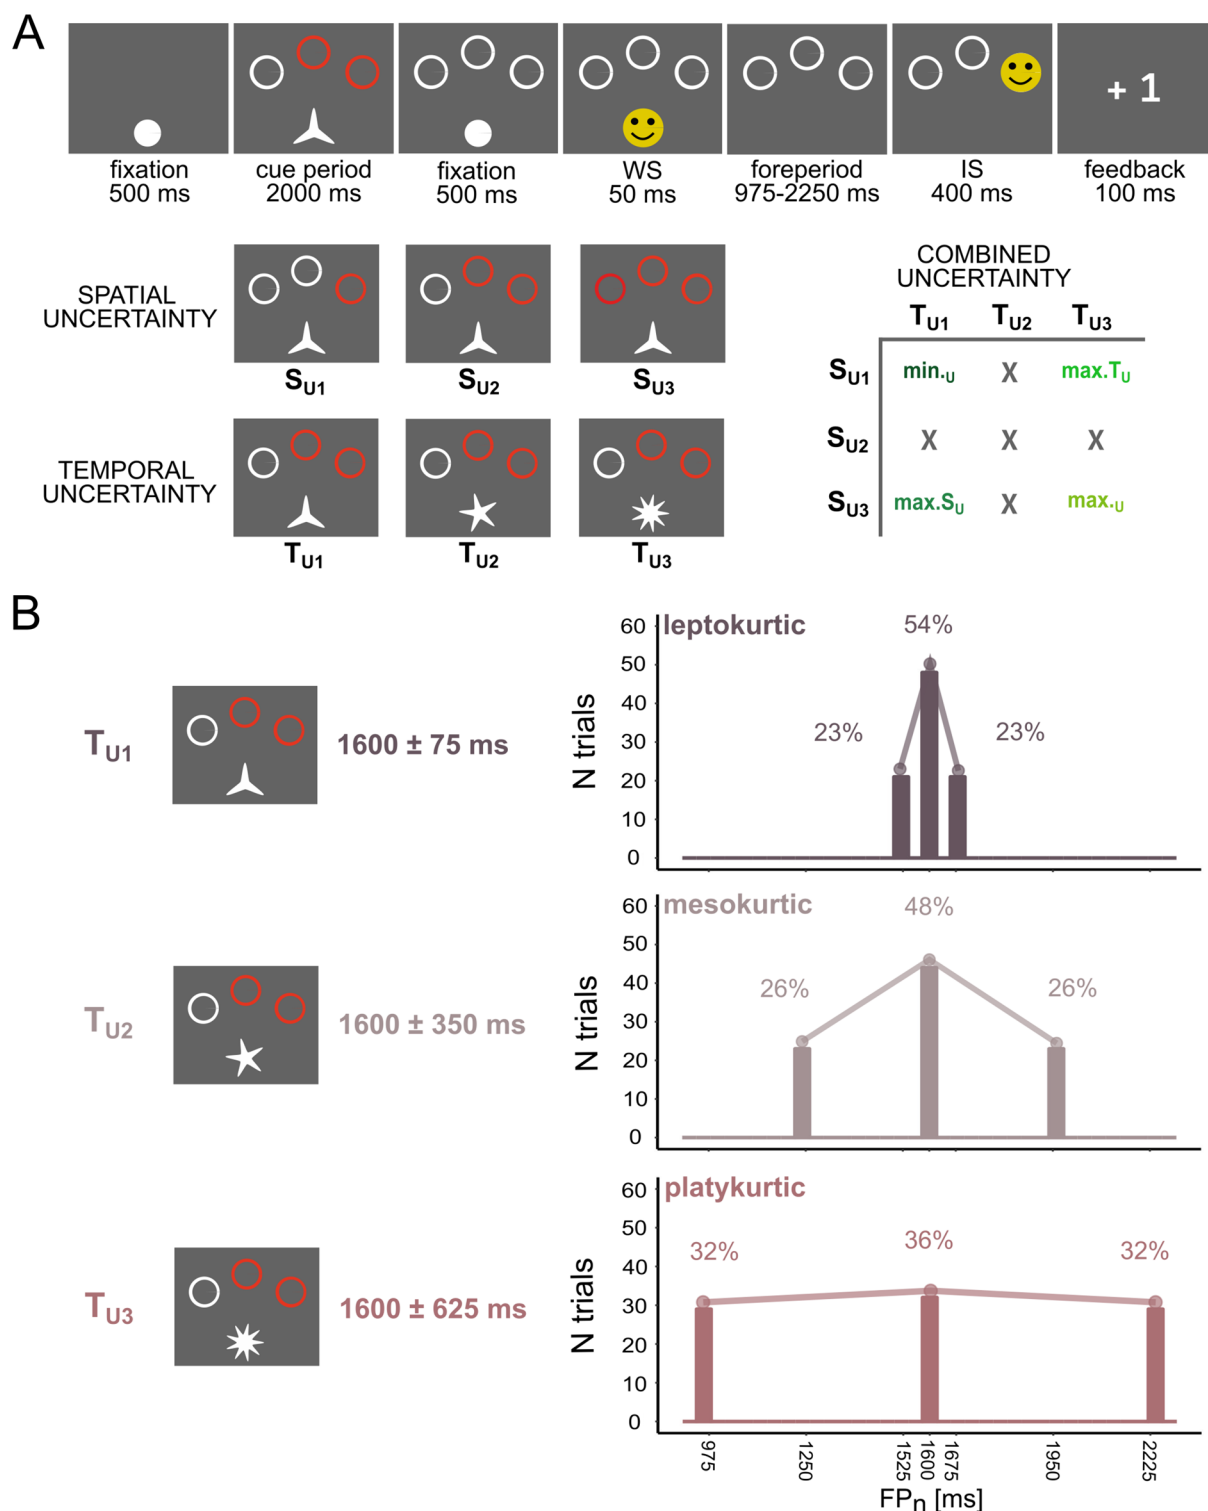 A
+ 1
fixation
500 ms
cue period
2000 ms
fixation
500 ms
WS
50 ms
foreperiod
975-2250 ms
IS
400 ms
feedback
100 ms
SPATIAL
UNCERTAINTY
SU1
SU2
SU3
TEMPORAL
UNCERTAINTY
TU1
TU2
TU3
COMBINED
UNCERTAINTY
TU1 TU2 TU3
SU1 min.U X max.TU
SU2 X X X
SU3 max.SU X max.U
B
TU1
1600 ± 75 ms
leptokurtic
N trials
60
50
40
30
20
10
0
54%
23%
23%
TU2
1600 ± 350 ms
mesokurtic
N trials
60
50
40
30
20
10
0
48%
26%
26%
TU3
1600 ± 625 ms
platykurtic
N trials
60
50
40
30
20
10
0
32%
36%
32%
975
1250
1525
1600
1675
1950
2225
FPn [ms]